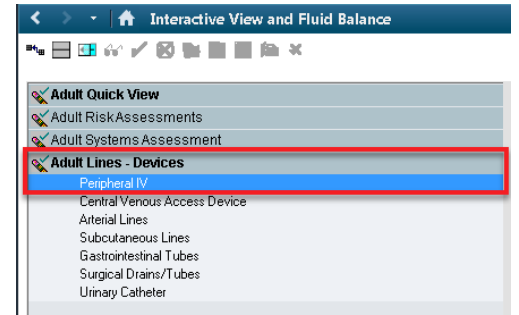 Interactive View and Fluid Balance
Adult Quick View
Adult Risk Assessments
Adult Systems Assessment
Adult Lines - Devices
Peripheral IV
Central Venous Access Device
Arterial Lines
Subcutaneous Lines
Gastrointestinal Tubes
Surgical Drains/Tubes
Urinary Catheter